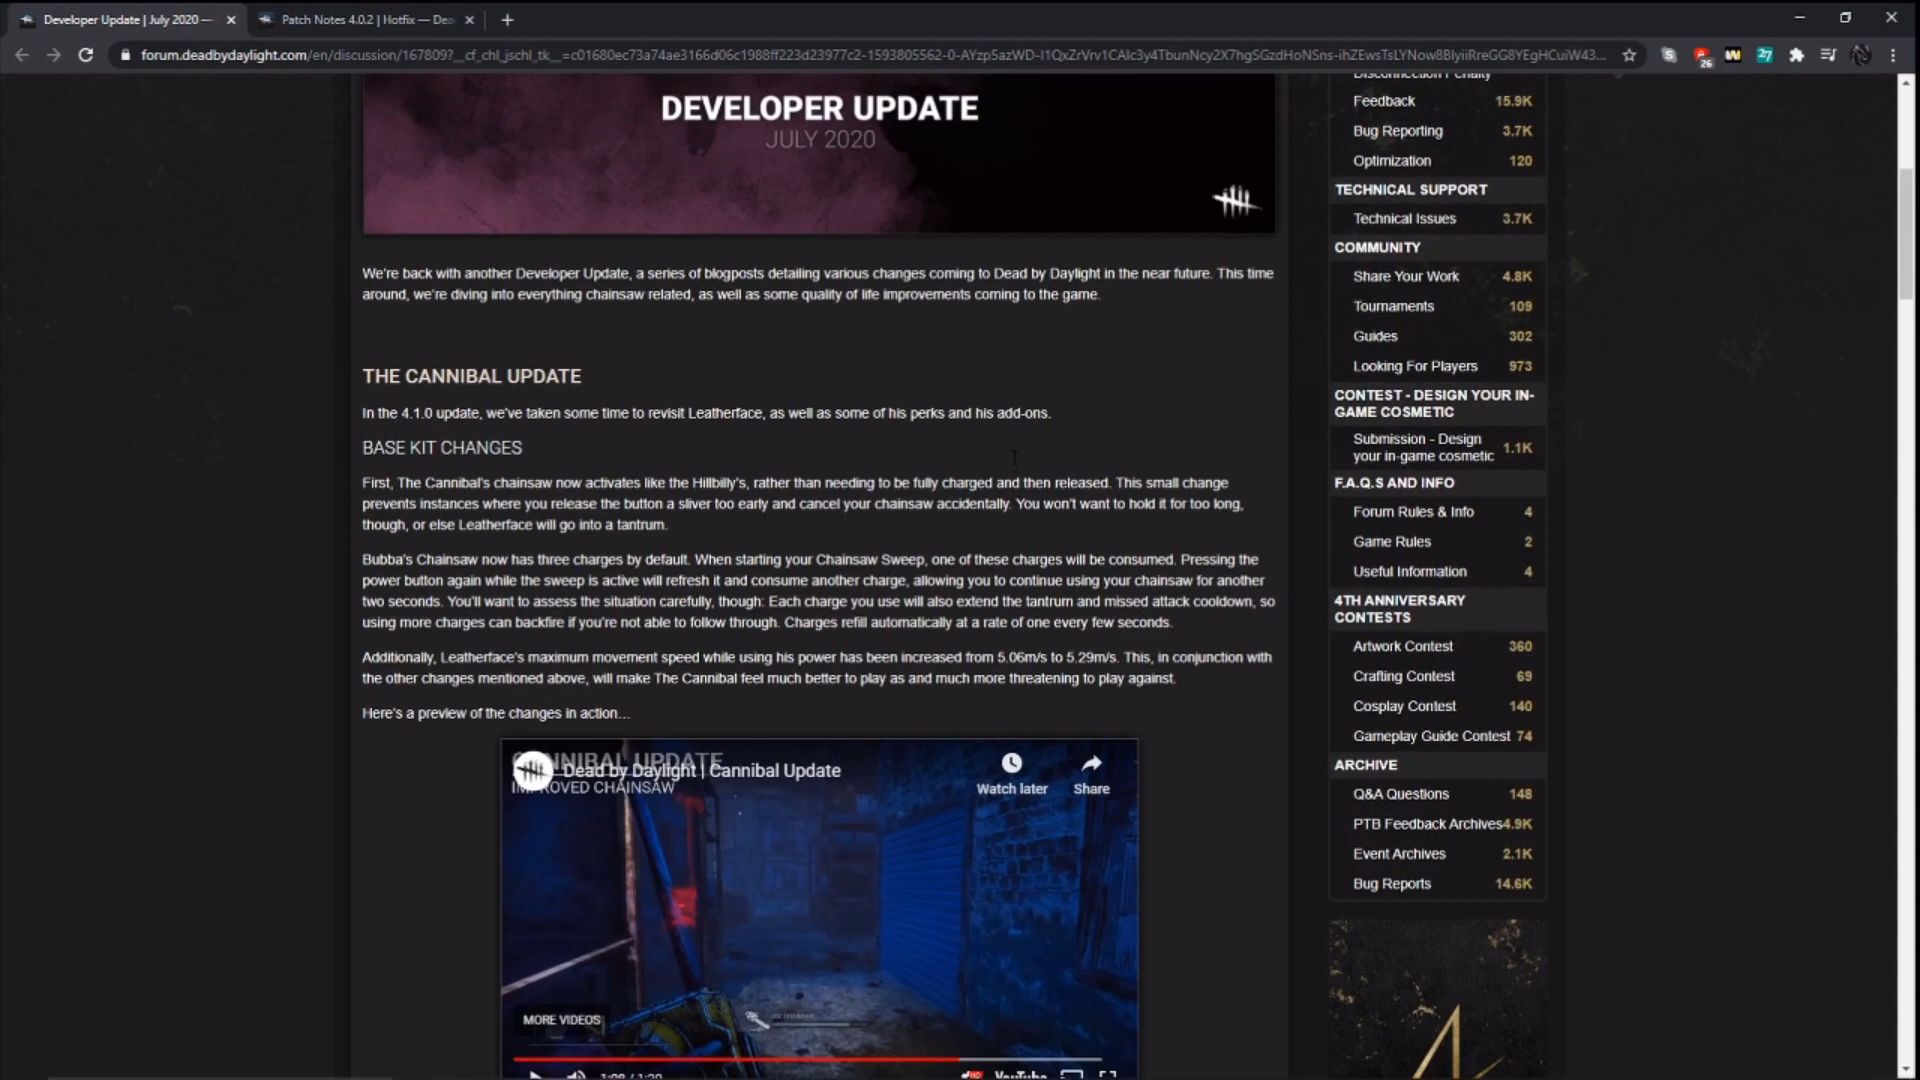 Developer Update | July 2020 —
Patch Notes 4.0.2 | Hotfix — De
forum.deadbydaylight.com/en/discussion/167809?
26
27
DEVELOPER UPDATE
JULY 2020
We're back with another Developer Update, a series of blogposts detailing various changes coming to Dead by Daylight in the near future. This time
around, we're diving into everything chainsaw related, as well as some quality of life improvements coming to the game.
THE CANNIBAL UPDATE
In the 4.1.0 update, we've taken some time to revisit Leatherface, as well as some of his perks and his add-ons.
BASE KIT CHANGES
First, The Cannibal's chainsaw now activates like the Hillbilly's, rather than needing to be fully charged and then released. This small change
prevents instances where you release the button a sliver too early and cancel your chainsaw accidentally. You won't want to hold it for too long,
though, or else Leatherface will go into a tantrum.
Bubba's Chainsaw now has three charges by default. When starting your Chainsaw Sweep, one of these charges will be consumed. Pressing the
power button again while the sweep is active will refresh it and consume another charge, allowing you to continue using your chainsaw for another
two seconds. You'll want to assess the situation carefully, though: Each charge you use will also extend the tantrum and missed attack cooldown, so
using more charges can backfire if you're not able to follow through. Charges refill automatically at a rate of one every few seconds.
Additionally, Leatherface's maximum movement speed while using his power has been increased from 5.06m/s to 5.29m/s. This, in conjunction with
the other changes mentioned above, will make The Cannibal feel much better to play as and much more threatening to play against.
Here's a preview of the changes in action...
CANNIBAL UPDATE
Dead by Daylight | Cannibal Update
IMPROVED CHAINSAW
Watch later
Share
MORE VIDEOS
1:08 / 1:30
HD
YouTube
Disconnection Penalty
Feedback 15.9K
Bug Reporting 3.7K
Optimization 120
TECHNICAL SUPPORT
Technical Issues 3.7K
COMMUNITY
Share Your Work 4.8K
Tournaments 109
Guides 302
Looking For Players 973
CONTEST - DESIGN YOUR IN-
GAME COSMETIC
Submission - Design
your in-game cosmetic 1.1K
F.A.Q.S AND INFO
Forum Rules & Info 4
Game Rules 2
Useful Information 4
4TH ANNIVERSARY
CONTESTS
Artwork Contest 360
Crafting Contest 69
Cosplay Contest 140
Gameplay Guide Contest 74
ARCHIVE
Q&A Questions 148
PTB Feedback Archives 4.9K
Event Archives 2.1K
Bug Reports 14.6K